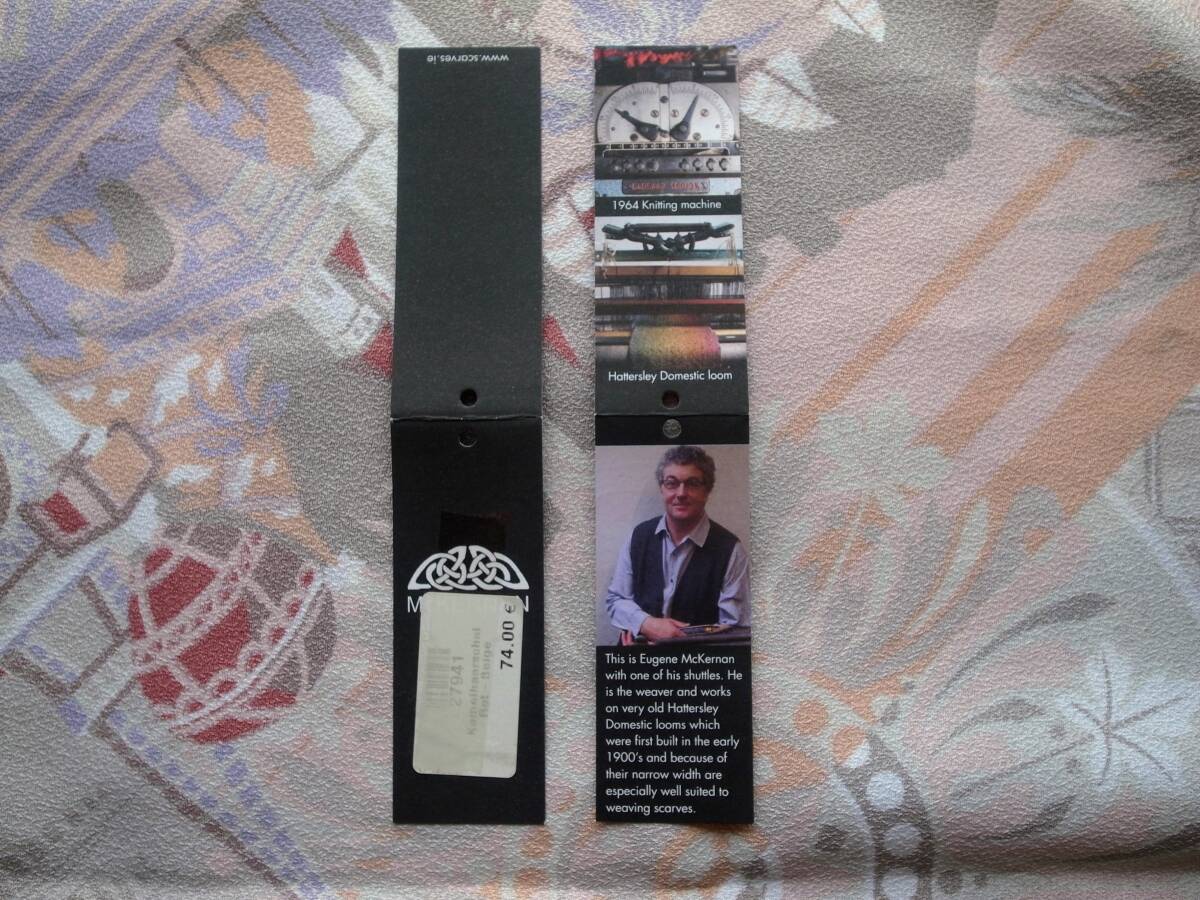 www.scarves.ie
74.00 €
27941
Rot Beige
1964 Knitting machine
Hattersley Domestic loom
This is Eugene McKernan
with one of his shuttles. He
is the weaver and works
on very old Hattersley
Domestic looms which
were first built in the early
1900's and because of
their narrow width are
especially well suited to
weaving scarves.